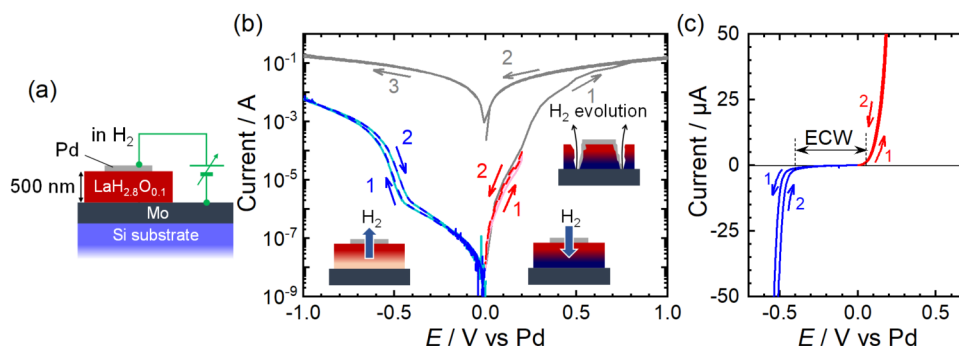 (a)
in H₂
Pd
500 nm
LaH₂.₈O₀.₁
Mo
Si substrate
(b)
Current / A
10⁻¹
10⁻³
10⁻⁵
10⁻⁷
10⁻⁹
3
2
1
H₂ evolution
2
1
2
1
H₂
H₂
-1.0
-0.5
0.0
0.5
1.0
E / V vs Pd
(c)
Current / µA
50
25
0
-25
-50
ECW
2
1
1
2
-0.5
0.0
E / V vs Pd